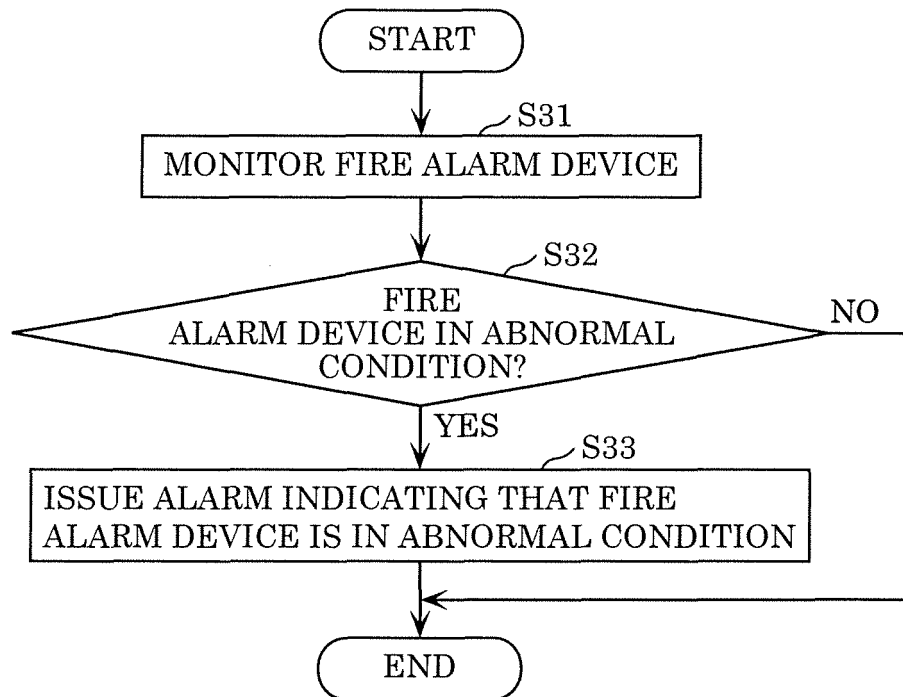 START
S31
MONITOR FIRE ALARM DEVICE
S32
FIRE
ALARM DEVICE IN ABNORMAL
CONDITION?
NO
YES
S33
ISSUE ALARM INDICATING THAT FIRE
ALARM DEVICE IS IN ABNORMAL CONDITION
END